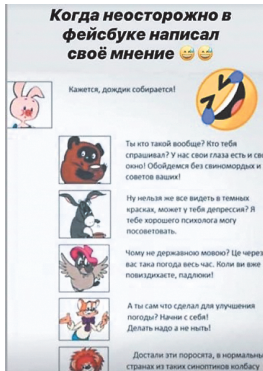 Когда неосторожно в
фейсбуке написал
своё мнение 😅😅
Кажется, дождик собирается!
Ты кто такой вообще? Кто тебя
спрашивал? У нас свои глаза есть и
окно! Обойдемся без свиномордых и
советов ваших!
Ну нельзя же все видеть в темных
красках, может у тебя депрессия? Я
тебе хорошего психолога могу
посоветовать.
Чому не державною мовою? Це через
вас така погода весь час. Коли ви вже
повиздихаєте, падлюки!
А ты сам что сделал для улучшения
погоды? Начни с себя!
Делать надо а не ныть!
Достали эти поросята, в нормальны
странах из таких синоптиков колбасу